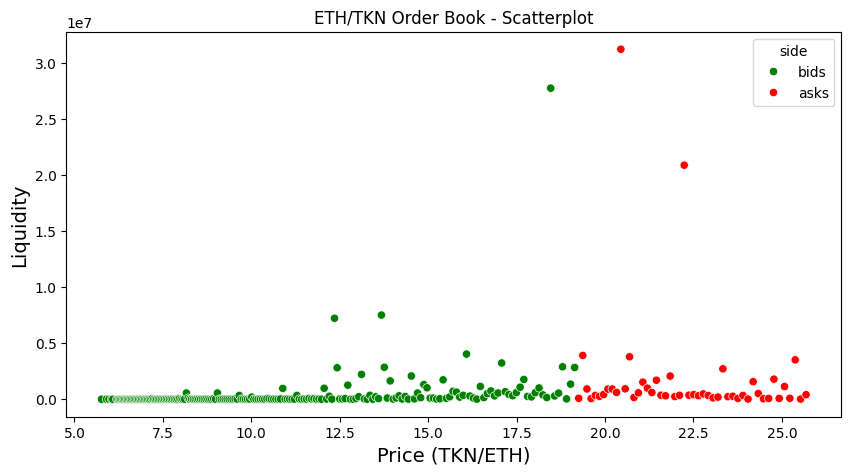 ETH/TKN Order Book - Scatterplot
1e7
side
bids
asks
3.0
2.5
2.0
1.5
1.0
0.5
0.0
Liquidity
5.0 7.5 10.0 12.5 15.0 17.5 20.0 22.5 25.0
Price (TKN/ETH)